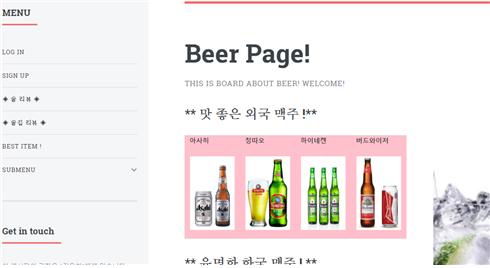 MENU
LOG IN
SIGN UP
◈ 술 리뷰 ◈
◈ 술집 리뷰 ◈
BEST ITEM !
SUBMENU
Get in touch
Beer Page!
THIS IS BOARD ABOUT BEER! WELCOME!
** 맛 좋은 외국 맥주 !**
아사히 칭따오 하이네켄 버드와이저
** 유명한 한국 맥주 !**